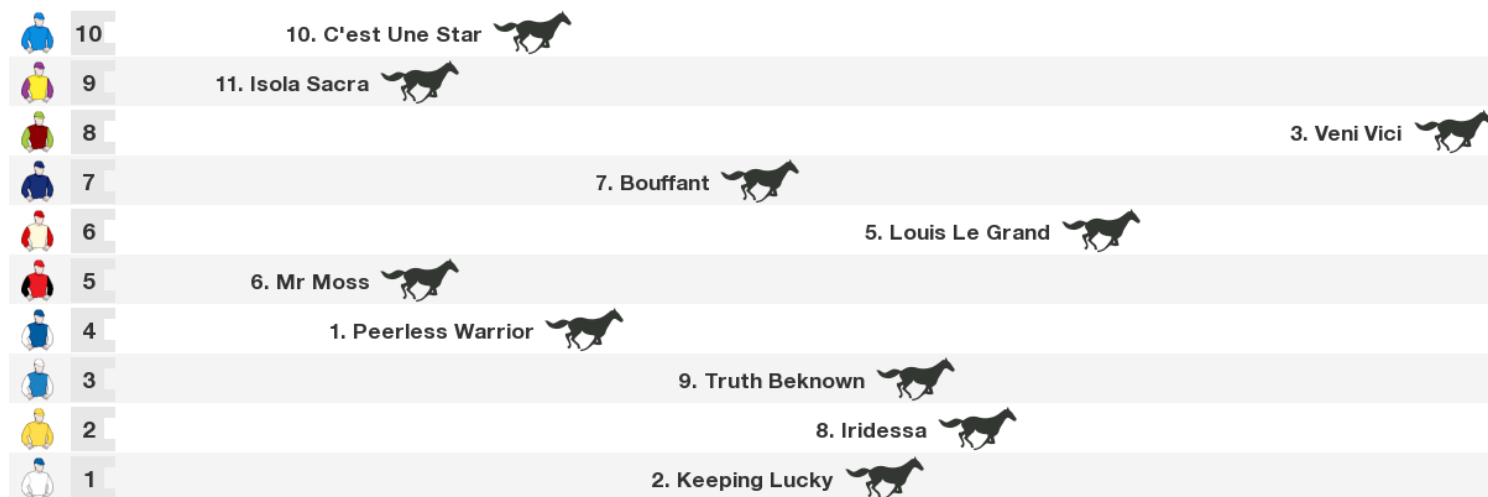 10 10. C'est Une Star
9 11. Isola Sacra
8 3. Veni Vici
7 7. Bouffant
6 5. Louis Le Grand
5 6. Mr Moss
4 1. Peerless Warrior
3 9. Truth Beknown
2 8. Iridessa
1 2. Keeping Lucky